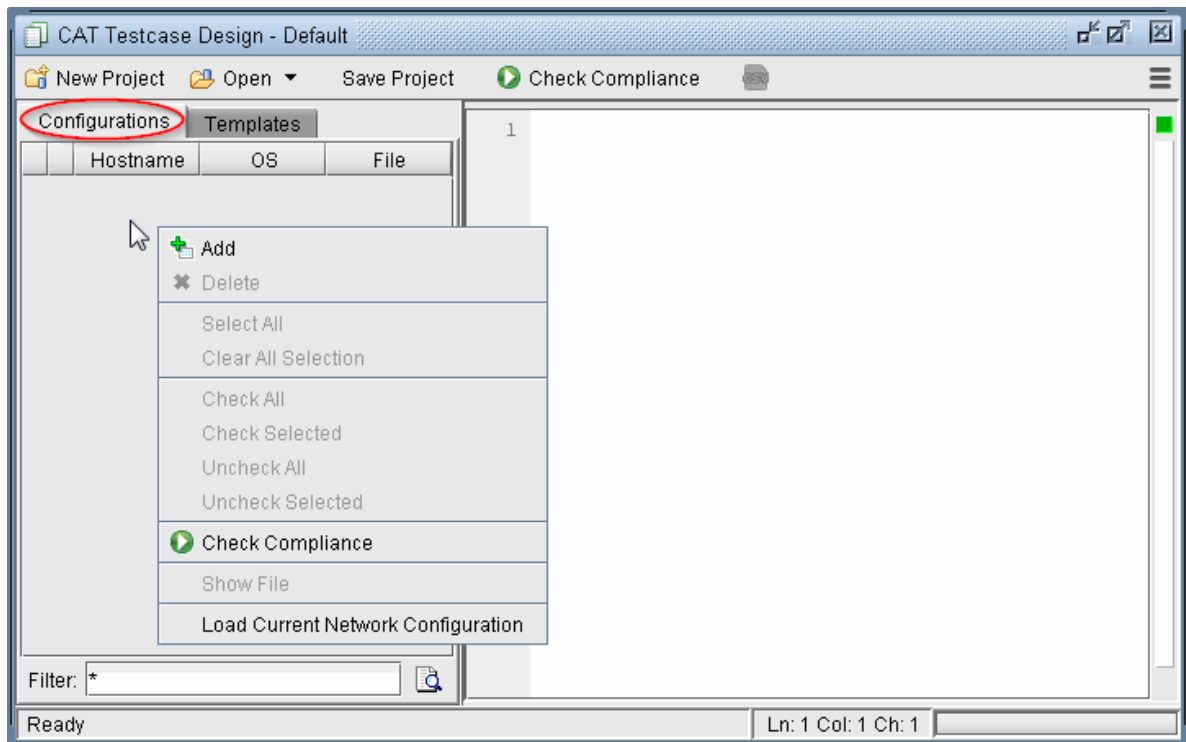 CAT Testcase Design - Default
New Project Open Save Project Check Compliance
Configurations Templates
Hostname OS File
1
Add
Delete
Select All
Clear All Selection
Check All
Check Selected
Uncheck All
Uncheck Selected
Check Compliance
Show File
Load Current Network Configuration
Filter: *
Ready Ln: 1 Col: 1 Ch: 1